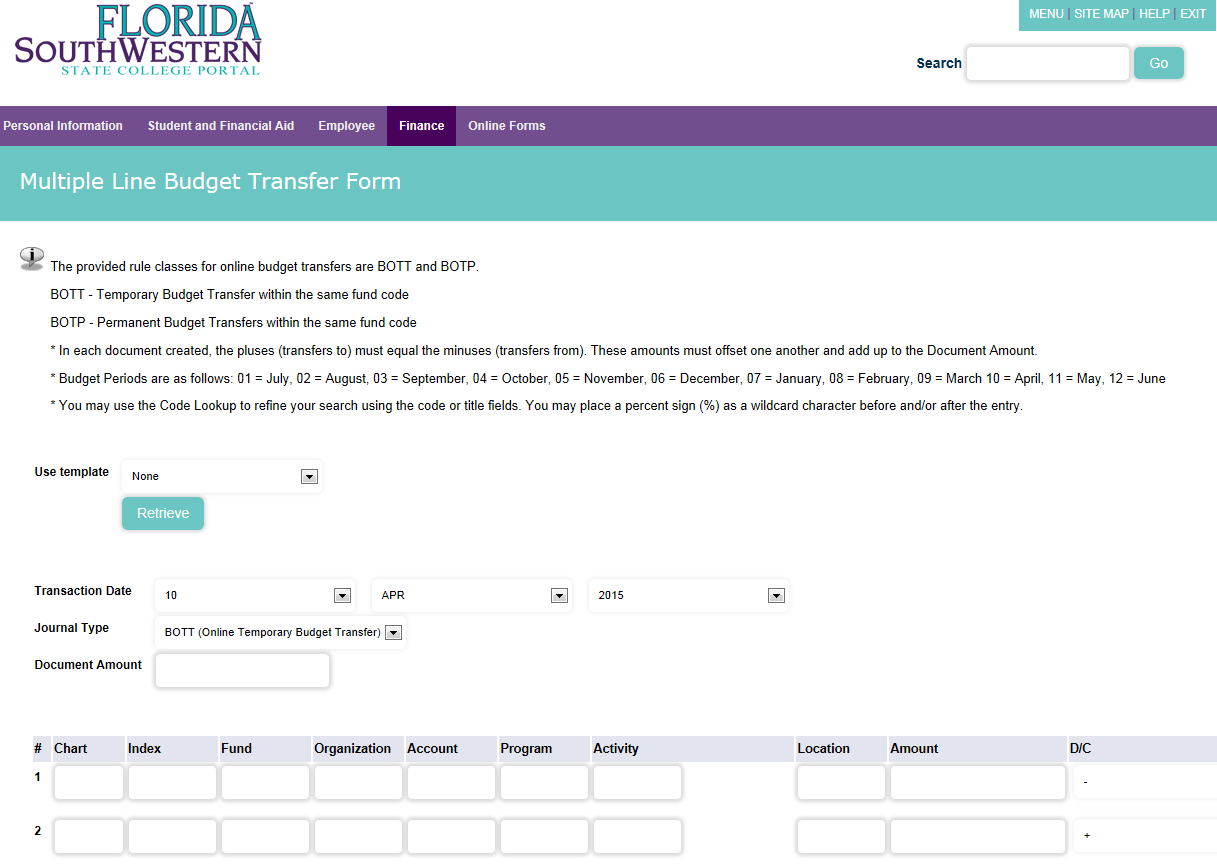 FLORIDA
SOUTHWESTERN
STATE COLLEGE PORTAL
MENU | SITE MAP | HELP | EXIT
Search Go
Personal Information Student and Financial Aid Employee Finance Online Forms
Multiple Line Budget Transfer Form
The provided rule classes for online budget transfers are BOTT and BOTP.
BOTT - Temporary Budget Transfer within the same fund code
BOTP - Permanent Budget Transfers within the same fund code
* In each document created, the pluses (transfers to) must equal the minuses (transfers from). These amounts must offset one another and add up to the Document Amount.
* Budget Periods are as follows: 01 = July, 02 = August, 03 = September, 04 = October, 05 = November, 06 = December, 07 = January, 08 = February, 09 = March 10 = April, 11 = May, 12 = June
* You may use the Code Lookup to refine your search using the code or title fields. You may place a percent sign (%) as a wildcard character before and/or after the entry.
Use template None
Retrieve
Transaction Date 10 APR 2015
Journal Type BOTT (Online Temporary Budget Transfer)
Document Amount
# Chart Index Fund Organization Account Program Activity Location Amount D/C
1 -
2 +